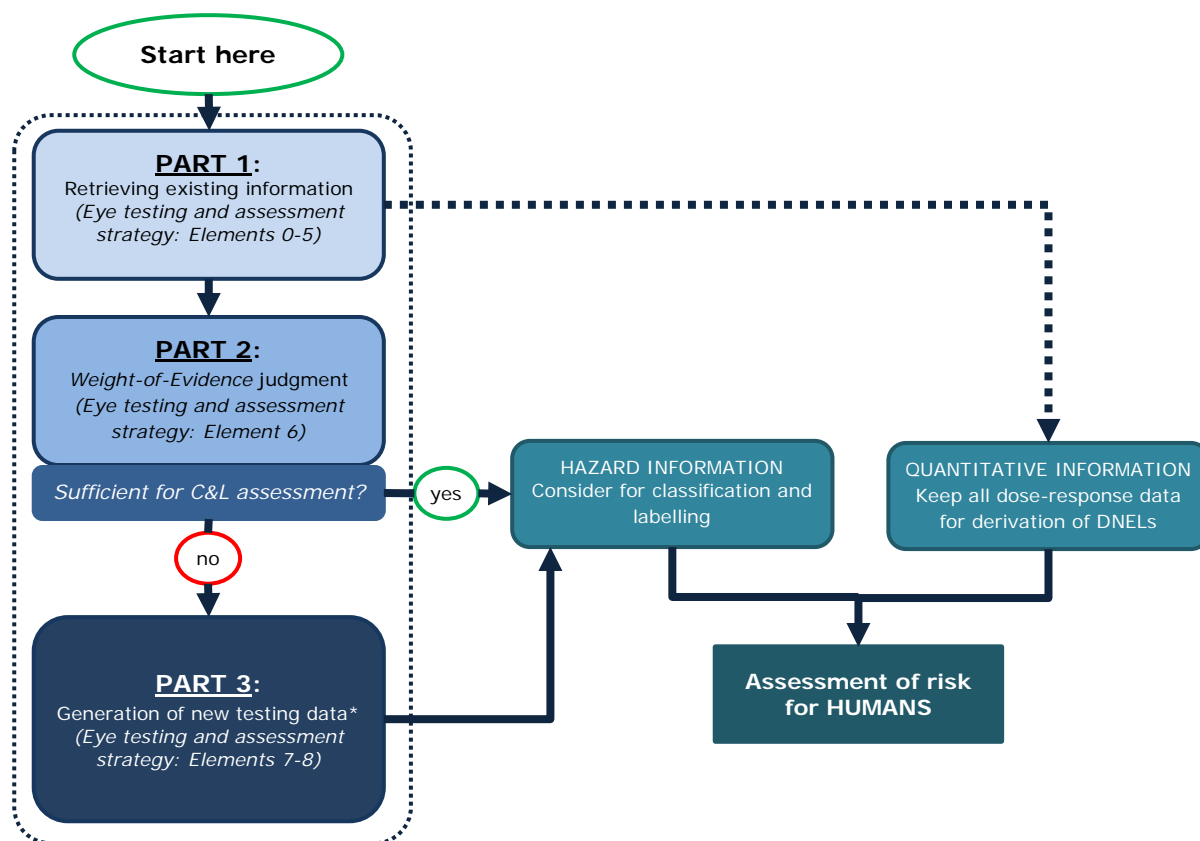 Start here
PART 1:
Retrieving existing information
(Eye testing and assessment
strategy: Elements 0-5)
PART 2:
Weight-of-Evidence judgment
(Eye testing and assessment
strategy: Element 6)
Sufficient for C&L assessment?
yes
no
PART 3:
Generation of new testing data*
(Eye testing and assessment
strategy: Elements 7-8)
HAZARD INFORMATION
Consider for classification and
labelling
QUANTITATIVE INFORMATION
Keep all dose-response data
for derivation of DNELs
Assessment of risk
for HUMANS